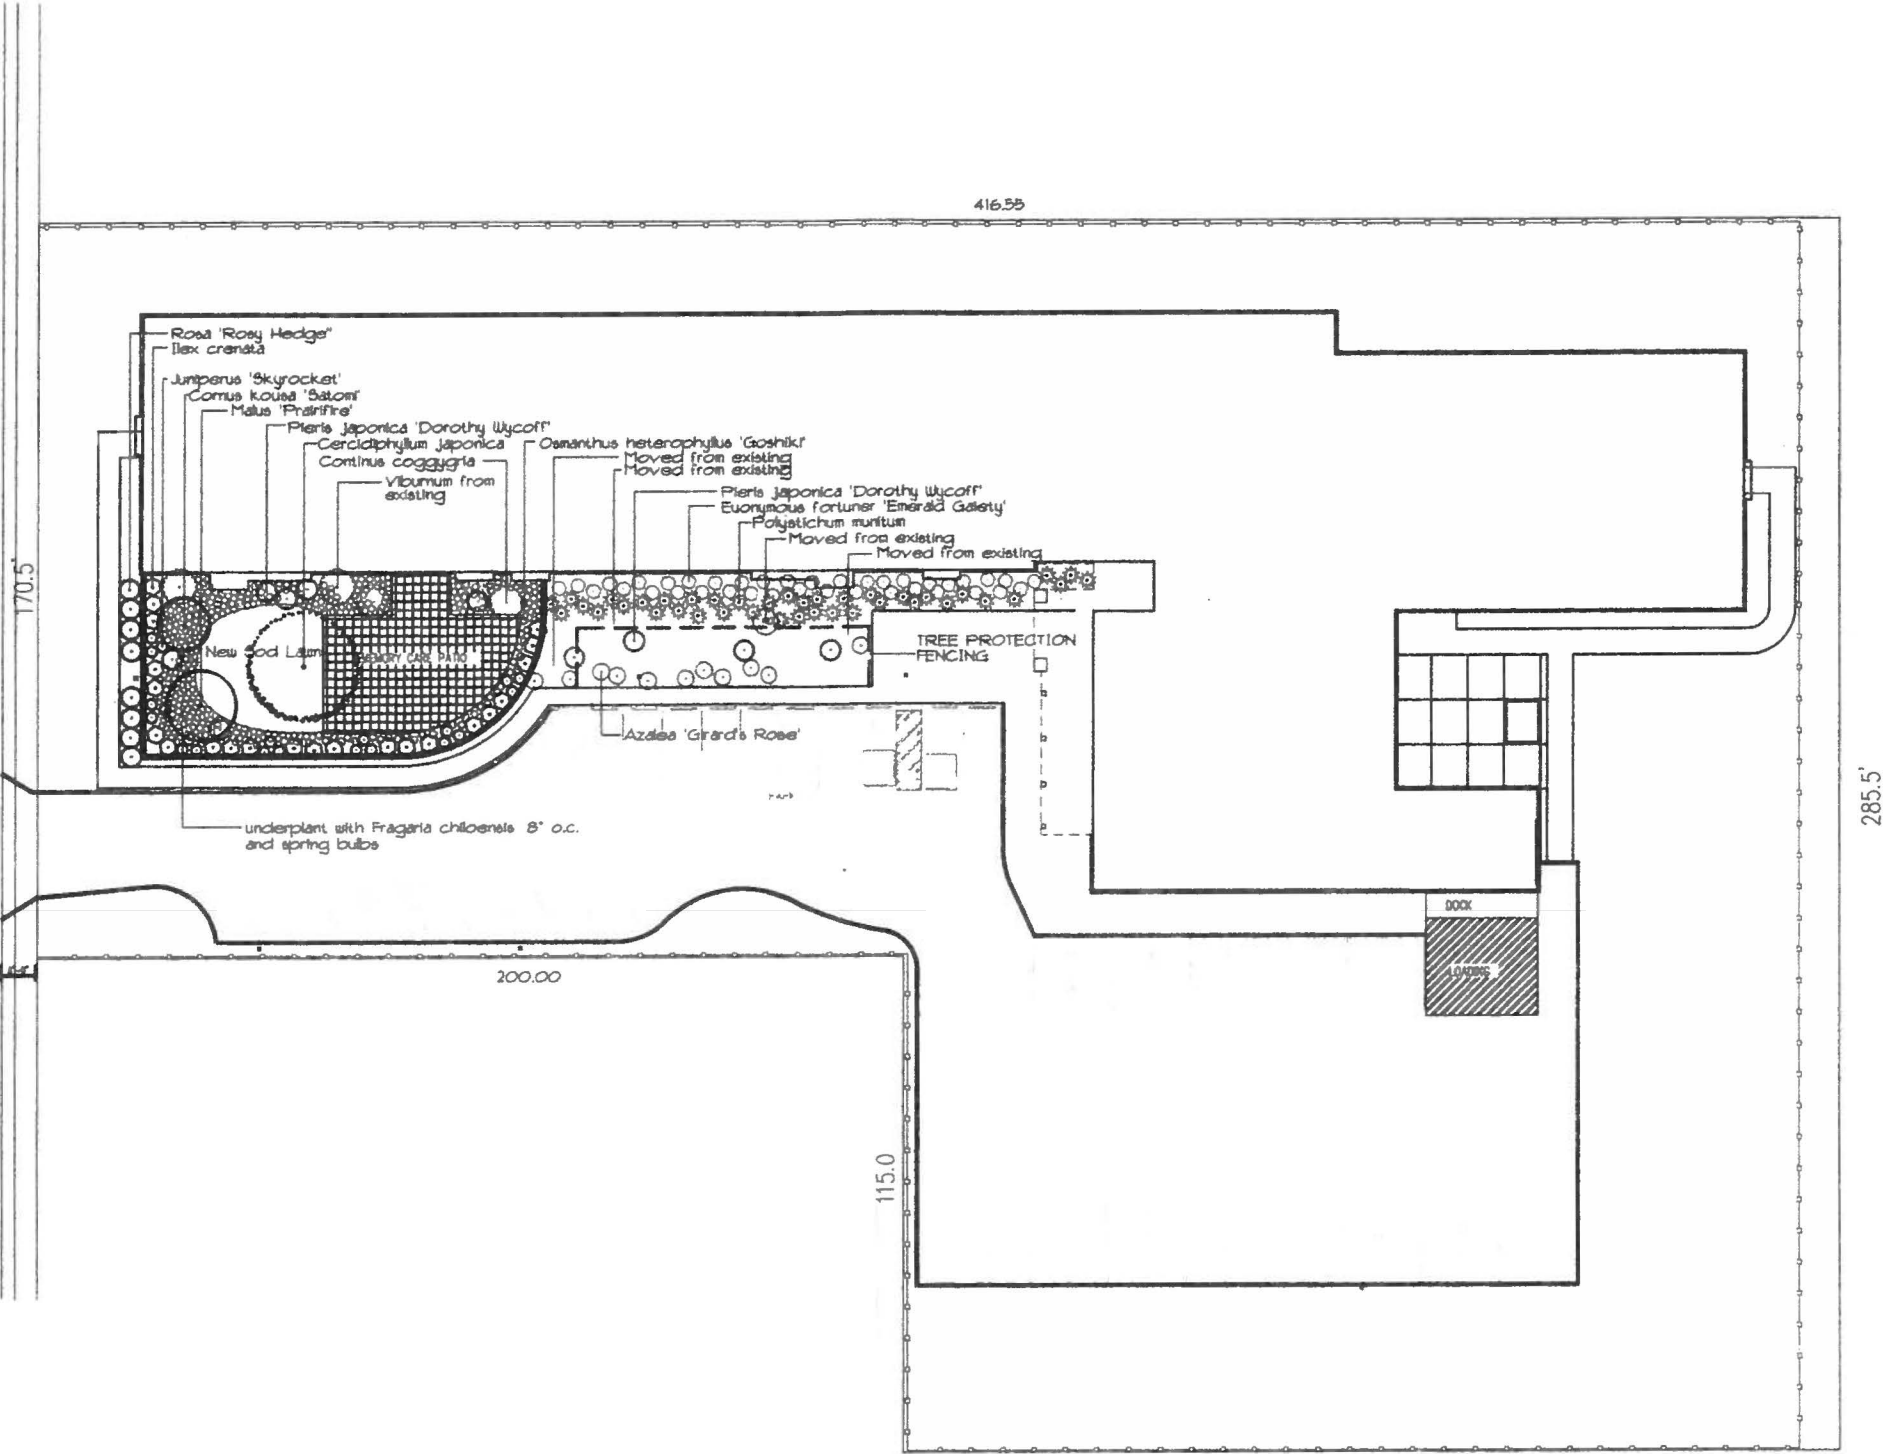 416.55
Rosa 'Rosy Hedge"
Ilex crenata
Juniperus 'Skyrocket'
Cornus kousa 'Satomi'
Malus 'Prairifire'
Pieris japonica 'Dorothy Wycoff'
Cercidiphyllum japonica
Osmanthus heterophyllus 'Goshiki'
Continus coggygria
Moved from existing
Moved from existing
Viburnum from
existing
Pieris japonica 'Dorothy Wycoff'
Euonymous fortuner 'Emerald Gaiety'
Polystichum munitum
Moved from existing
Moved from existing
170.5'
New Sod Lawn
MEMORY CARE PATIO
TREE PROTECTION
FENCING
Azalea 'Girard's Rose'
underplant with Fragaria chiloensis 8" o.c.
and spring bulbs
285.5'
DOCK
LOADING
200.00
115.0